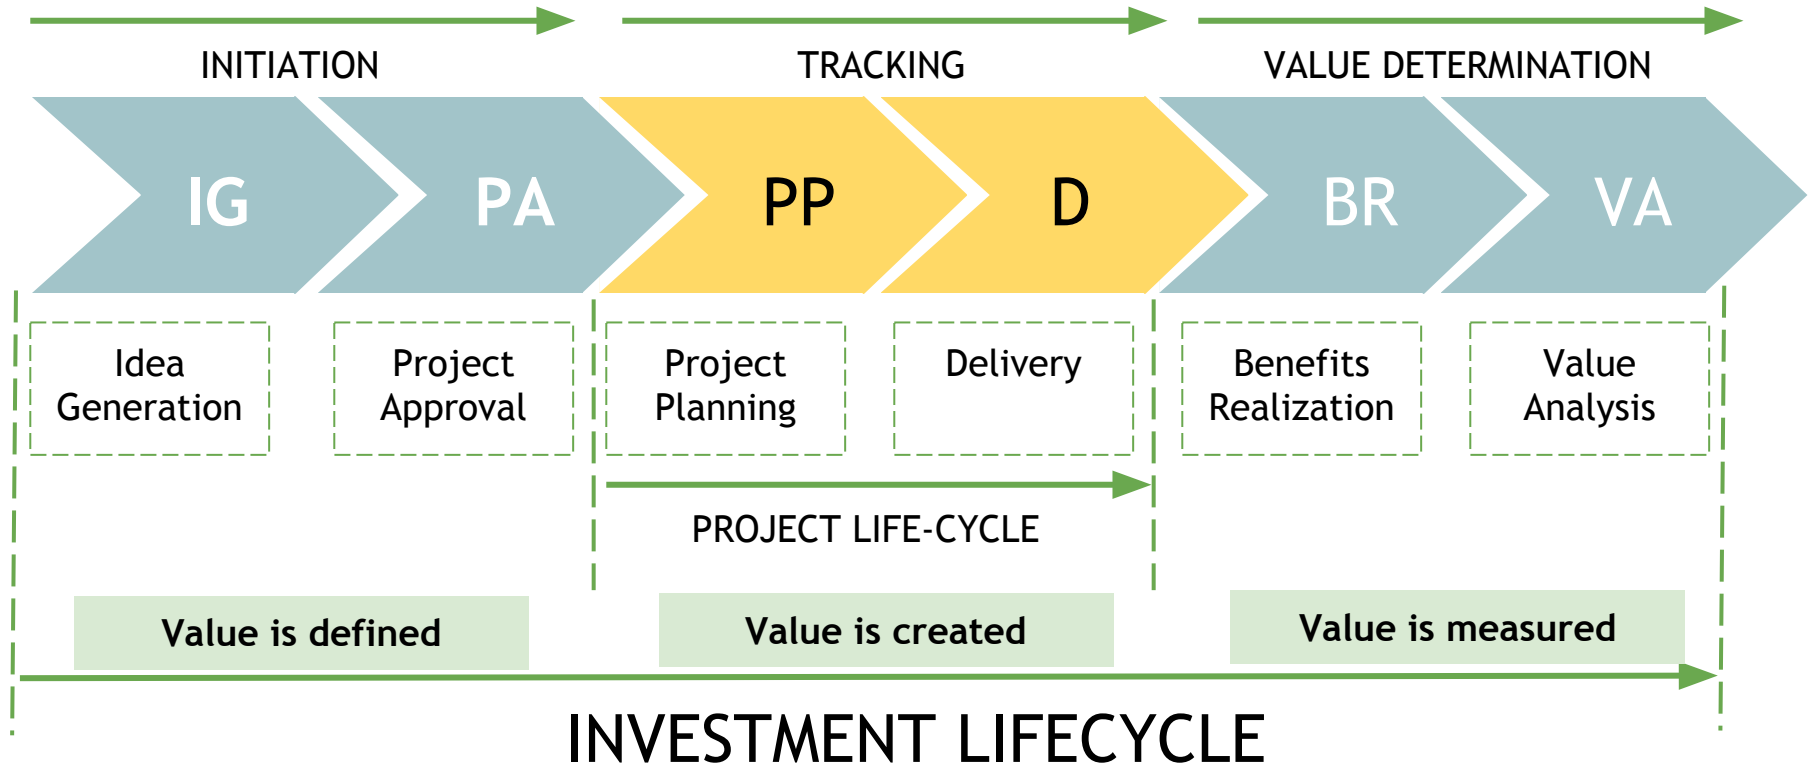 INITIATION
TRACKING
VALUE DETERMINATION
IG
PA
PP
D
BR
VA
Idea
Generation
Project
Approval
Project
Planning
Delivery
Benefits
Realization
Value
Analysis
PROJECT LIFE-CYCLE
Value is defined
Value is created
Value is measured
INVESTMENT LIFECYCLE